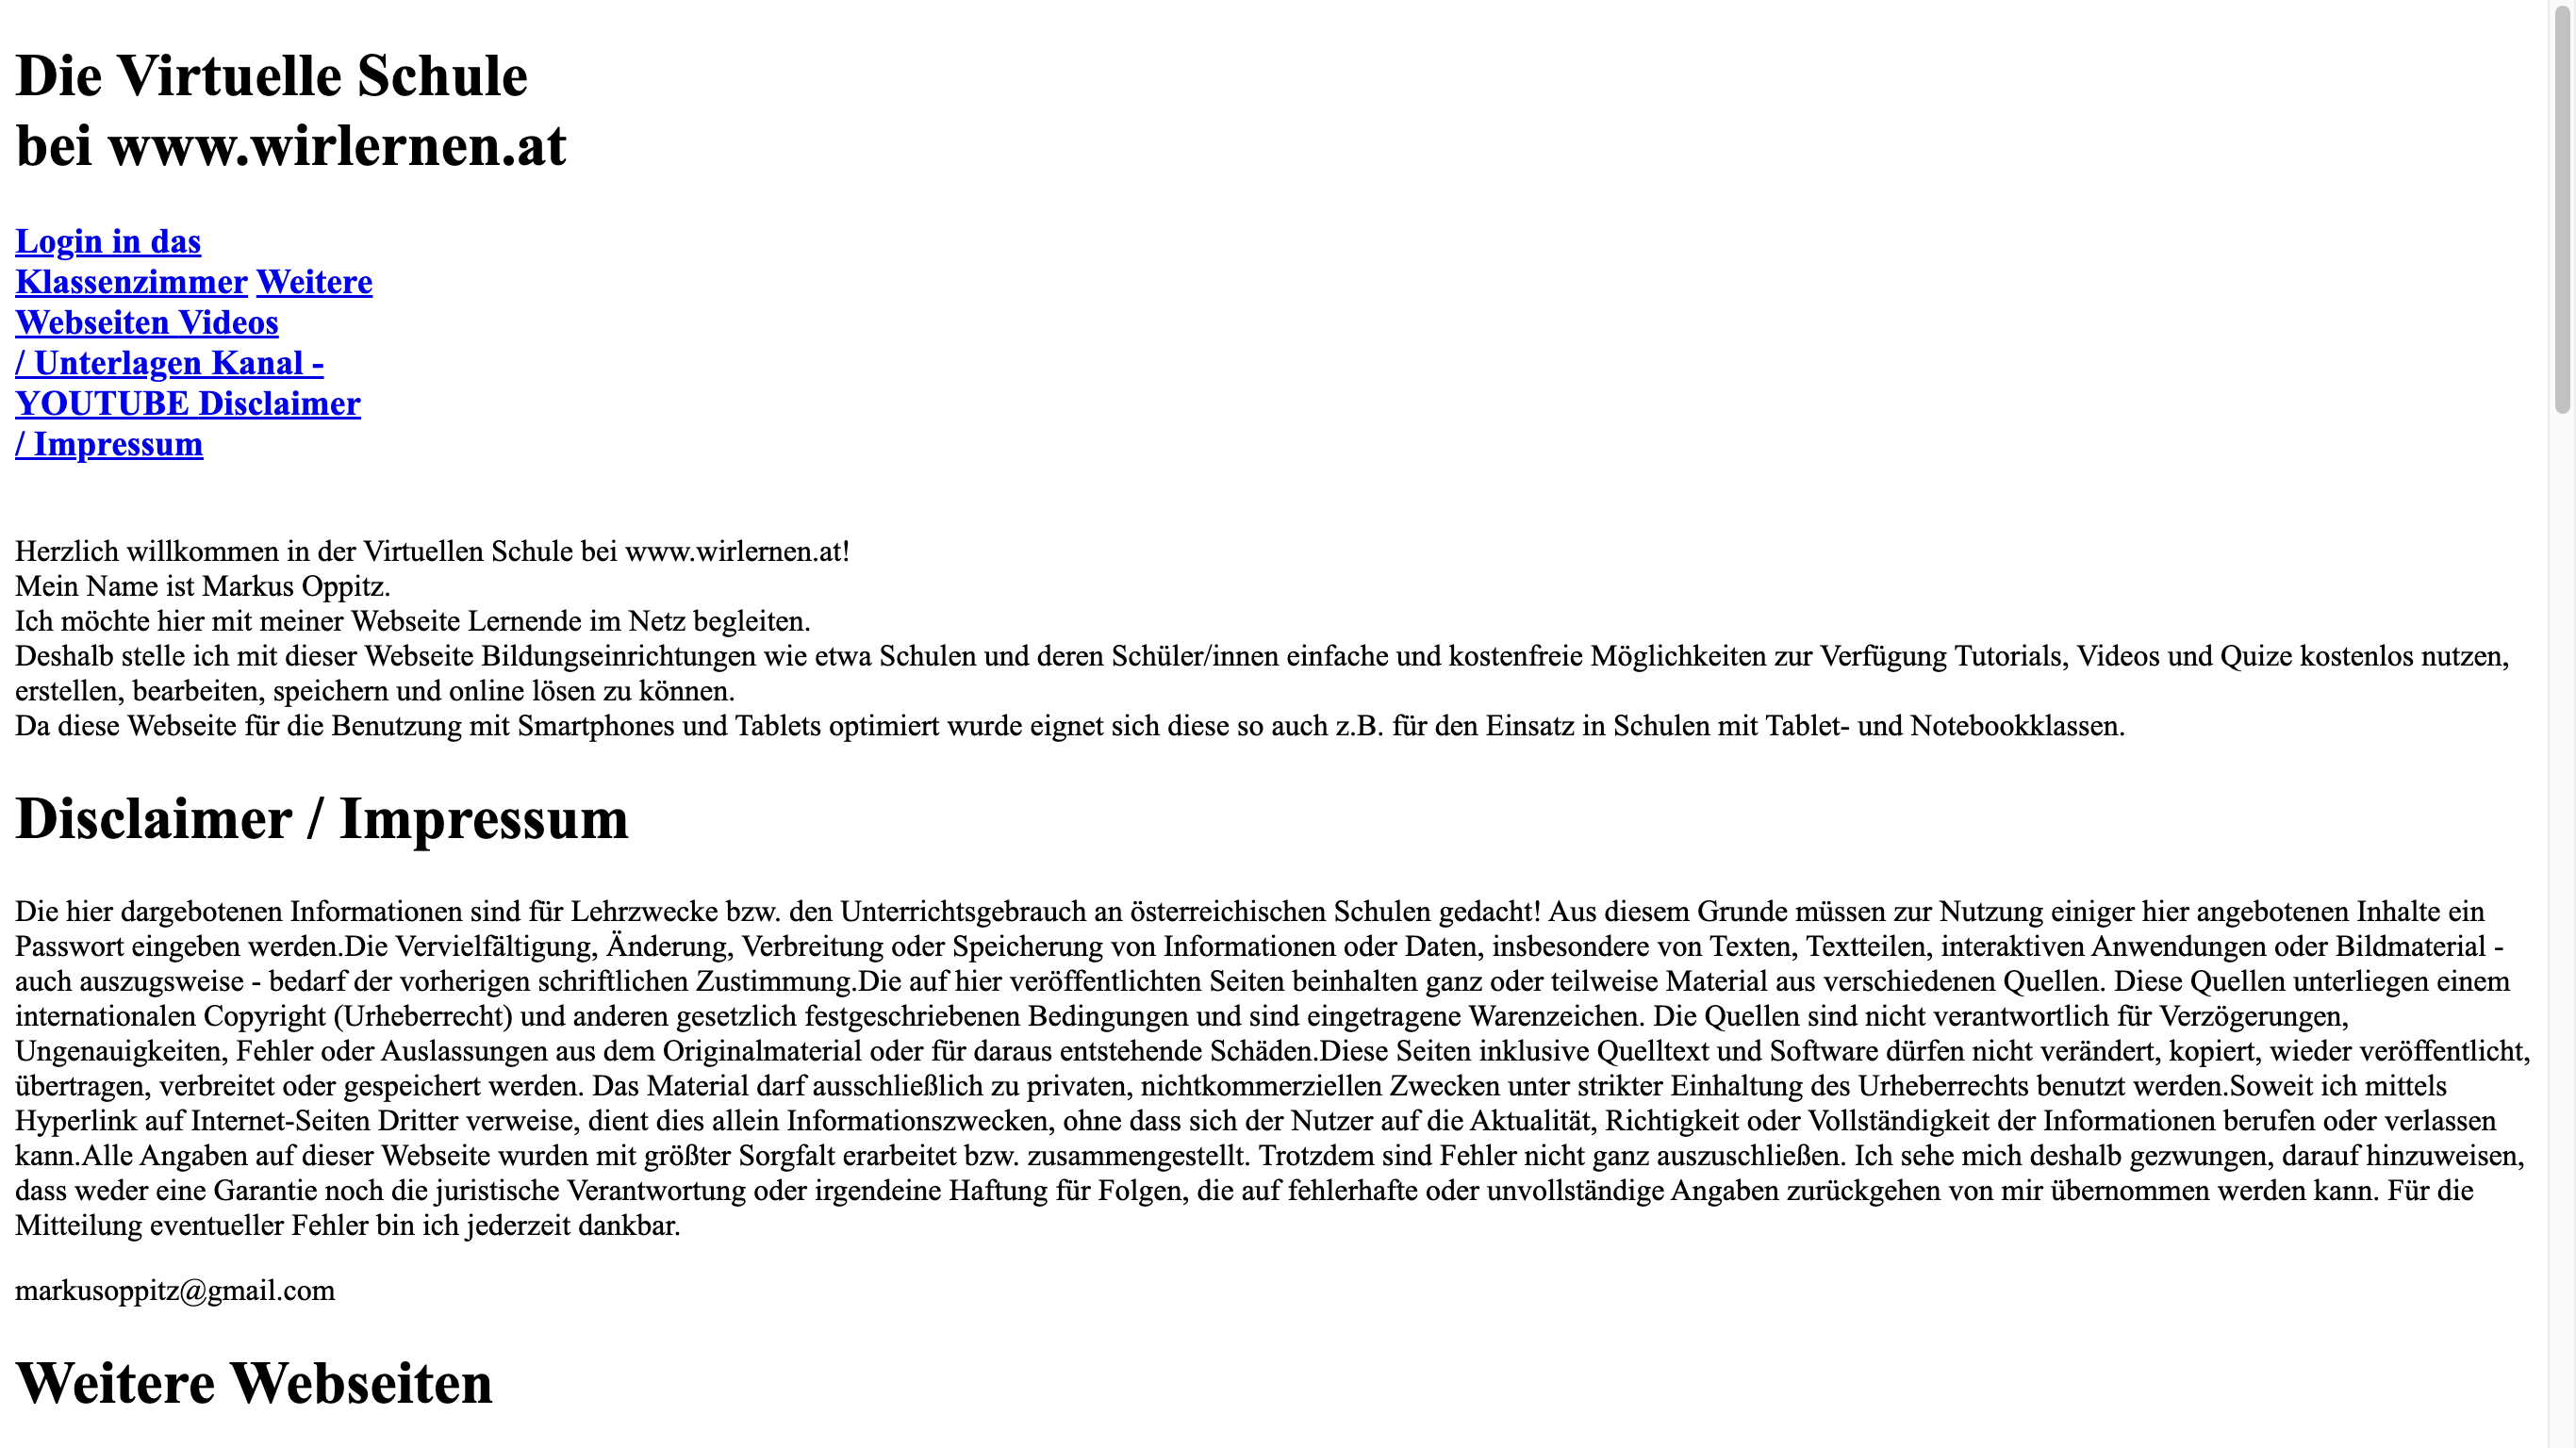 Die Virtuelle Schule
bei www.wirlernen.at
Login in das
Klassenzimmer Weitere
Webseiten Videos
/ Unterlagen Kanal -
YOUTUBE Disclaimer
/ Impressum
Herzlich willkommen in der Virtuellen Schule bei www.wirlernen.at!
Mein Name ist Markus Oppitz.
Ich möchte hier mit meiner Webseite Lernende im Netz begleiten.
Deshalb stelle ich mit dieser Webseite Bildungseinrichtungen wie etwa Schulen und deren Schüler/innen einfache und kostenfreie Möglichkeiten zur Verfügung Tutorials, Videos und Quize kostenlos nutzen,
erstellen, bearbeiten, speichern und online lösen zu können.
Da diese Webseite für die Benutzung mit Smartphones und Tablets optimiert wurde eignet sich diese so auch z.B. für den Einsatz in Schulen mit Tablet- und Notebookklassen.
Disclaimer / Impressum
Die hier dargebotenen Informationen sind für Lehrzwecke bzw. den Unterrichtsgebrauch an österreichischen Schulen gedacht! Aus diesem Grunde müssen zur Nutzung einiger hier angebotenen Inhalte ein
Passwort eingeben werden.Die Vervielfältigung, Änderung, Verbreitung oder Speicherung von Informationen oder Daten, insbesondere von Texten, Textteilen, interaktiven Anwendungen oder Bildmaterial -
auch auszugsweise - bedarf der vorherigen schriftlichen Zustimmung.Die auf hier veröffentlichten Seiten beinhalten ganz oder teilweise Material aus verschiedenen Quellen. Diese Quellen unterliegen einem
internationalen Copyright (Urheberrecht) und anderen gesetzlich festgeschriebenen Bedingungen und sind eingetragene Warenzeichen. Die Quellen sind nicht verantwortlich für Verzögerungen,
Ungenauigkeiten, Fehler oder Auslassungen aus dem Originalmaterial oder für daraus entstehende Schäden.Diese Seiten inklusive Quelltext und Software dürfen nicht verändert, kopiert, wieder veröffentlicht,
übertragen, verbreitet oder gespeichert werden. Das Material darf ausschließlich zu privaten, nichtkommerziellen Zwecken unter strikter Einhaltung des Urheberrechts benutzt werden.Soweit ich mittels
Hyperlink auf Internet-Seiten Dritter verweise, dient dies allein Informationszwecken, ohne dass sich der Nutzer auf die Aktualität, Richtigkeit oder Vollständigkeit der Informationen berufen oder verlassen
kann.Alle Angaben auf dieser Webseite wurden mit größter Sorgfalt erarbeitet bzw. zusammengestellt. Trotzdem sind Fehler nicht ganz auszuschließen. Ich sehe mich deshalb gezwungen, darauf hinzuweisen,
dass weder eine Garantie noch die juristische Verantwortung oder irgendeine Haftung für Folgen, die auf fehlerhafte oder unvollständige Angaben zurückgehen von mir übernommen werden kann. Für die
Mitteilung eventueller Fehler bin ich jederzeit dankbar.
markusoppitz@gmail.com
Weitere Webseiten